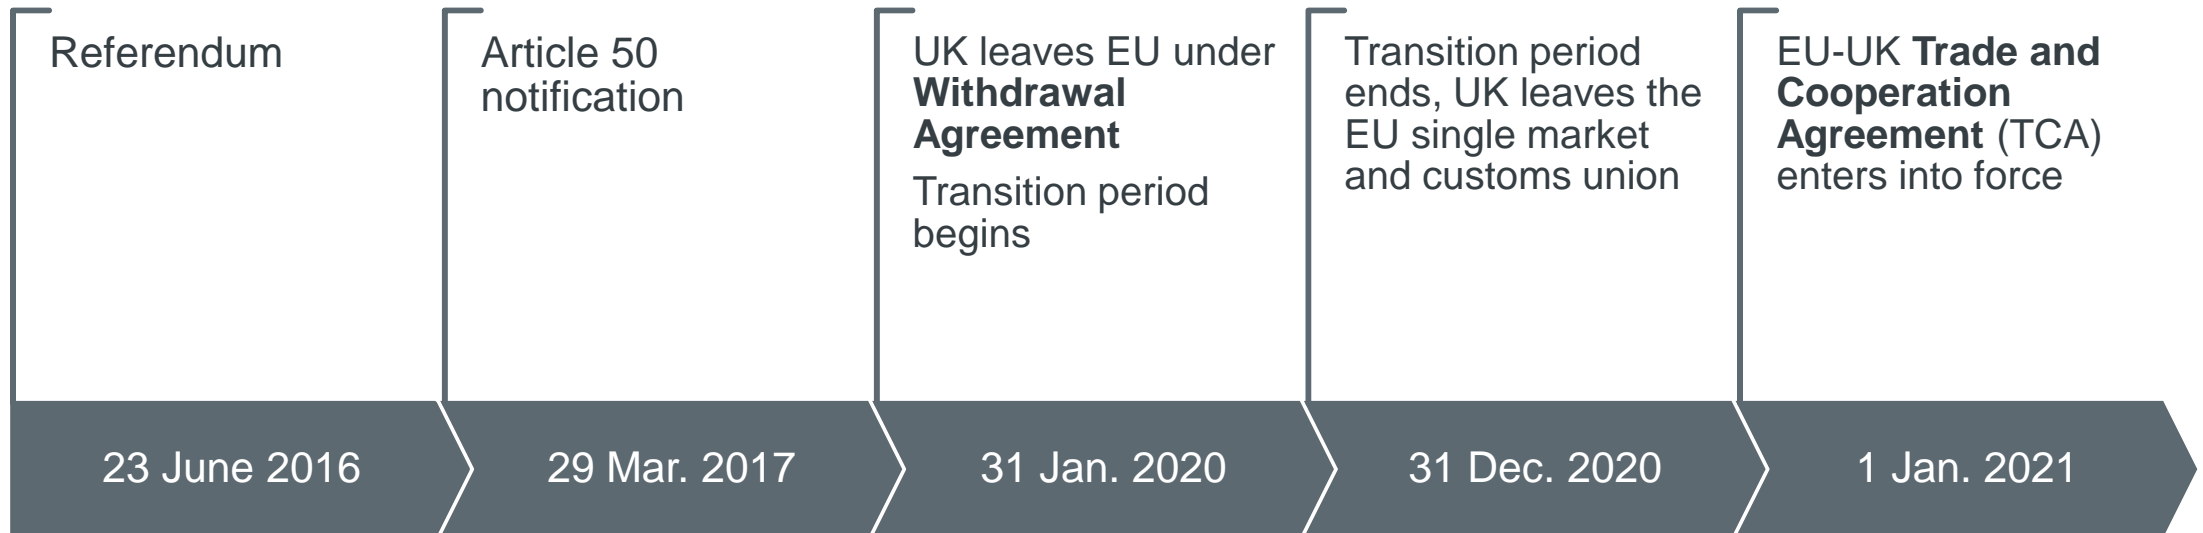 Referendum
Article 50
notification
UK leaves EU under
Withdrawal
Agreement
Transition period
begins
Transition period
ends, UK leaves the
EU single market
and customs union
EU-UK Trade and
Cooperation
Agreement (TCA)
enters into force
23 June 2016
29 Mar. 2017
31 Jan. 2020
31 Dec. 2020
1 Jan. 2021